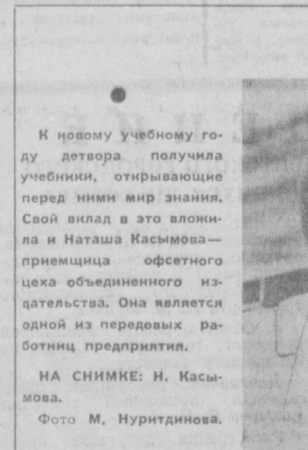 К новому учебному го-
ду детвора получила
учебники, открывающие
перед ними мир знания.
Свой вклад в это вложи-
ла и Наташа Касымова—
приемщица офсетного
цеха объединенного из-
дательства. Она является
одной из передовых ра-
ботниц предприятия.
НА СНИМКЕ: Н. Касы-
мова.
Фото М. Нуритдинова.